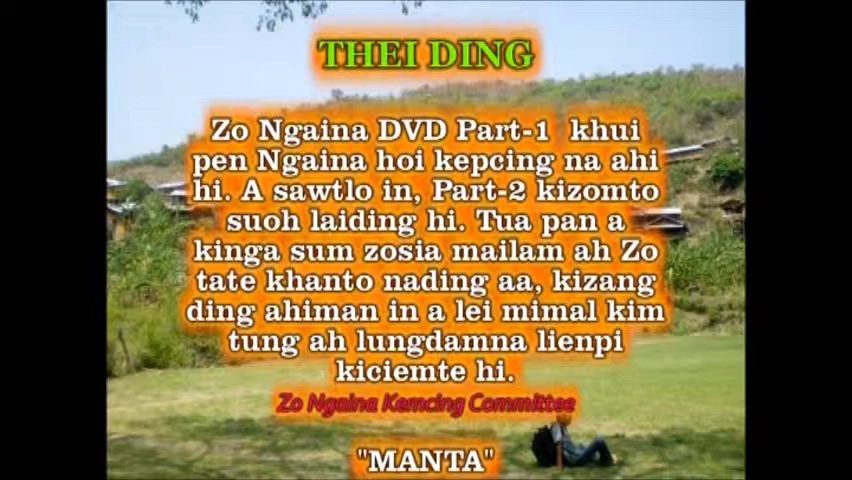 THEI DING
Zo Ngaina DVD Part-1 khui
pen Ngaina hoi kepcing na ahi
hi. A sawtlo in, Part-2 kizomto
suoh laiding hi. Tua pan a
kinga sum zosia mailam ah Zo
tate khanto nading aa, kizang
ding ahiman in a lei mimal kim
tung ah lungdamna lienpi
kiciemte hi.
Zo Ngaina Kemcing Committee
"MANTA"